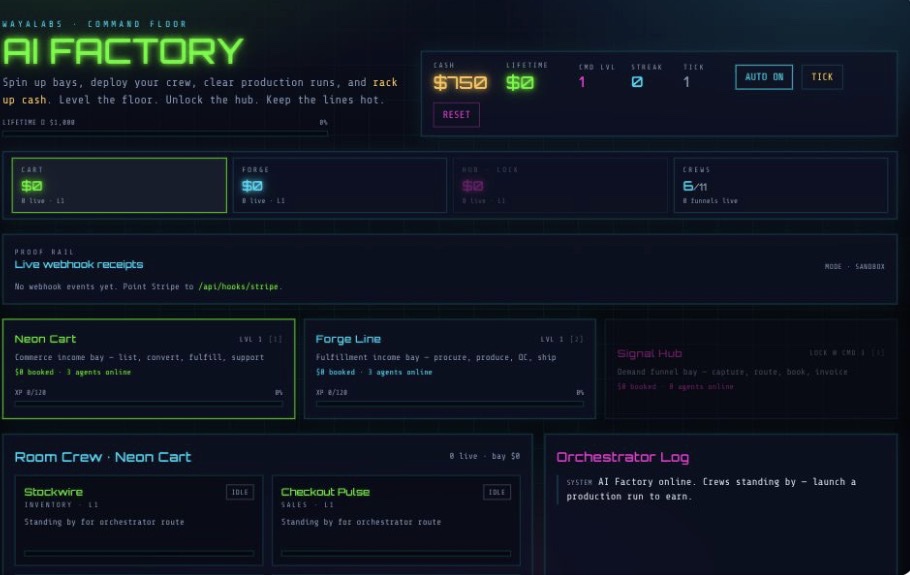 WAYALABS · COMMAND FLOOR
AI FACTORY
Spin up bays, deploy your crew, clear production runs, and rack
up cash. Level the floor. Unlock the hub. Keep the lines hot.
LIFETIME $1,000 0%
CASH LIFETIME CMD LVL STREAK TICK
$750 $0 1 0 1 AUTO ON TICK
RESET
CART
$0
0 live · L1
FORGE
$0
0 live · L1
HUB · LOCK
$0
0 live · L1
CREWS
6/11
0 funnels live
PROOF RAIL
Live webhook receipts
MODE · SANDBOX
No webhook events yet. Point Stripe to /api/hooks/stripe.
Neon Cart LVL 1 [1]
Commerce income bay — list, convert, fulfill, support
$0 booked · 3 agents online
XP 0/120 0%
Forge Line LVL 1 [2]
Fulfillment income bay — procure, produce, QC, ship
$0 booked · 3 agents online
XP 0/120 0%
Signal Hub LOCK CMD [3]
Demand funnel bay — capture, route, book, invoice
$0 booked · 0 agents online
Room Crew · Neon Cart 0 live · bay $0
Stockwire IDLE
INVENTORY · L1
Standing by for orchestrator route
Checkout Pulse IDLE
SALES · L1
Standing by for orchestrator route
Orchestrator Log
SYSTEM AI Factory online. Crews standing by — launch a
production run to earn.